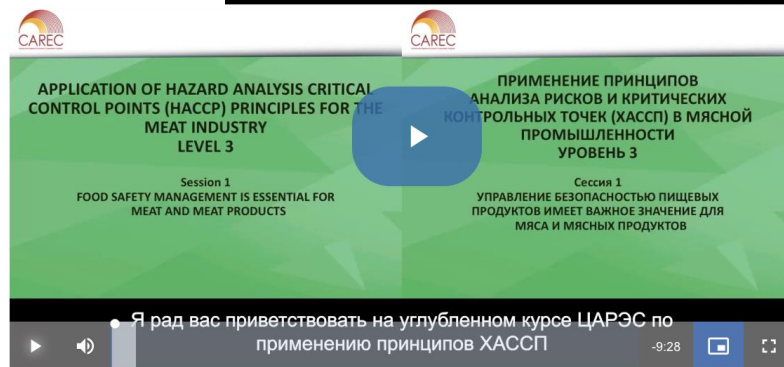 CAREC
APPLICATION OF HAZARD ANALYSIS CRITICAL
CONTROL POINTS (HACCP) PRINCIPLES FOR THE
MEAT INDUSTRY
LEVEL 3
Session 1
FOOD SAFETY MANAGEMENT IS ESSENTIAL FOR
MEAT AND MEAT PRODUCTS
CAREC
ПРИМЕНЕНИЕ ПРИНЦИПОВ
АНАЛИЗА РИСКОВ И КРИТИЧЕСКИХ
КОНТРОЛЬНЫХ ТОЧЕК (ХАССП) В МЯСНОЙ
ПРОМЫШЛЕННОСТИ
УРОВЕНЬ 3
Сессия 1
УПРАВЛЕНИЕ БЕЗОПАСНОСТЬЮ ПИЩЕВЫХ
ПРОДУКТОВ ИМЕЕТ ВАЖНОЕ ЗНАЧЕНИЕ ДЛЯ
МЯСА И МЯСНЫХ ПРОДУКТОВ
Я рад вас приветствовать на углубленном курсе ЦАРЭС по
применению принципов ХАССП
-9:28